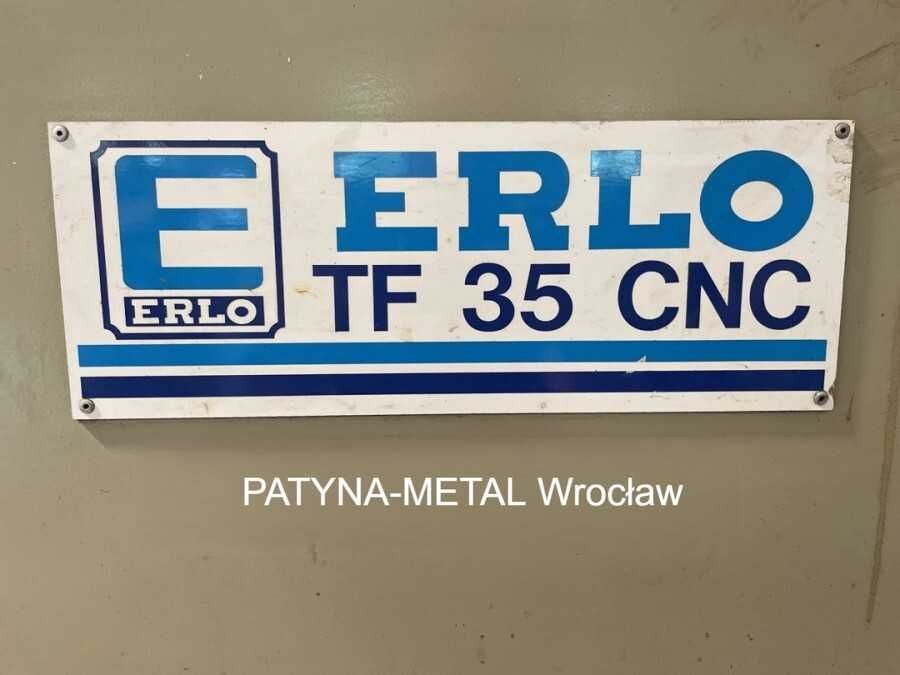 E
ERLO
ERLO
TF 35 CNC
PATYNA-METAL Wrocław